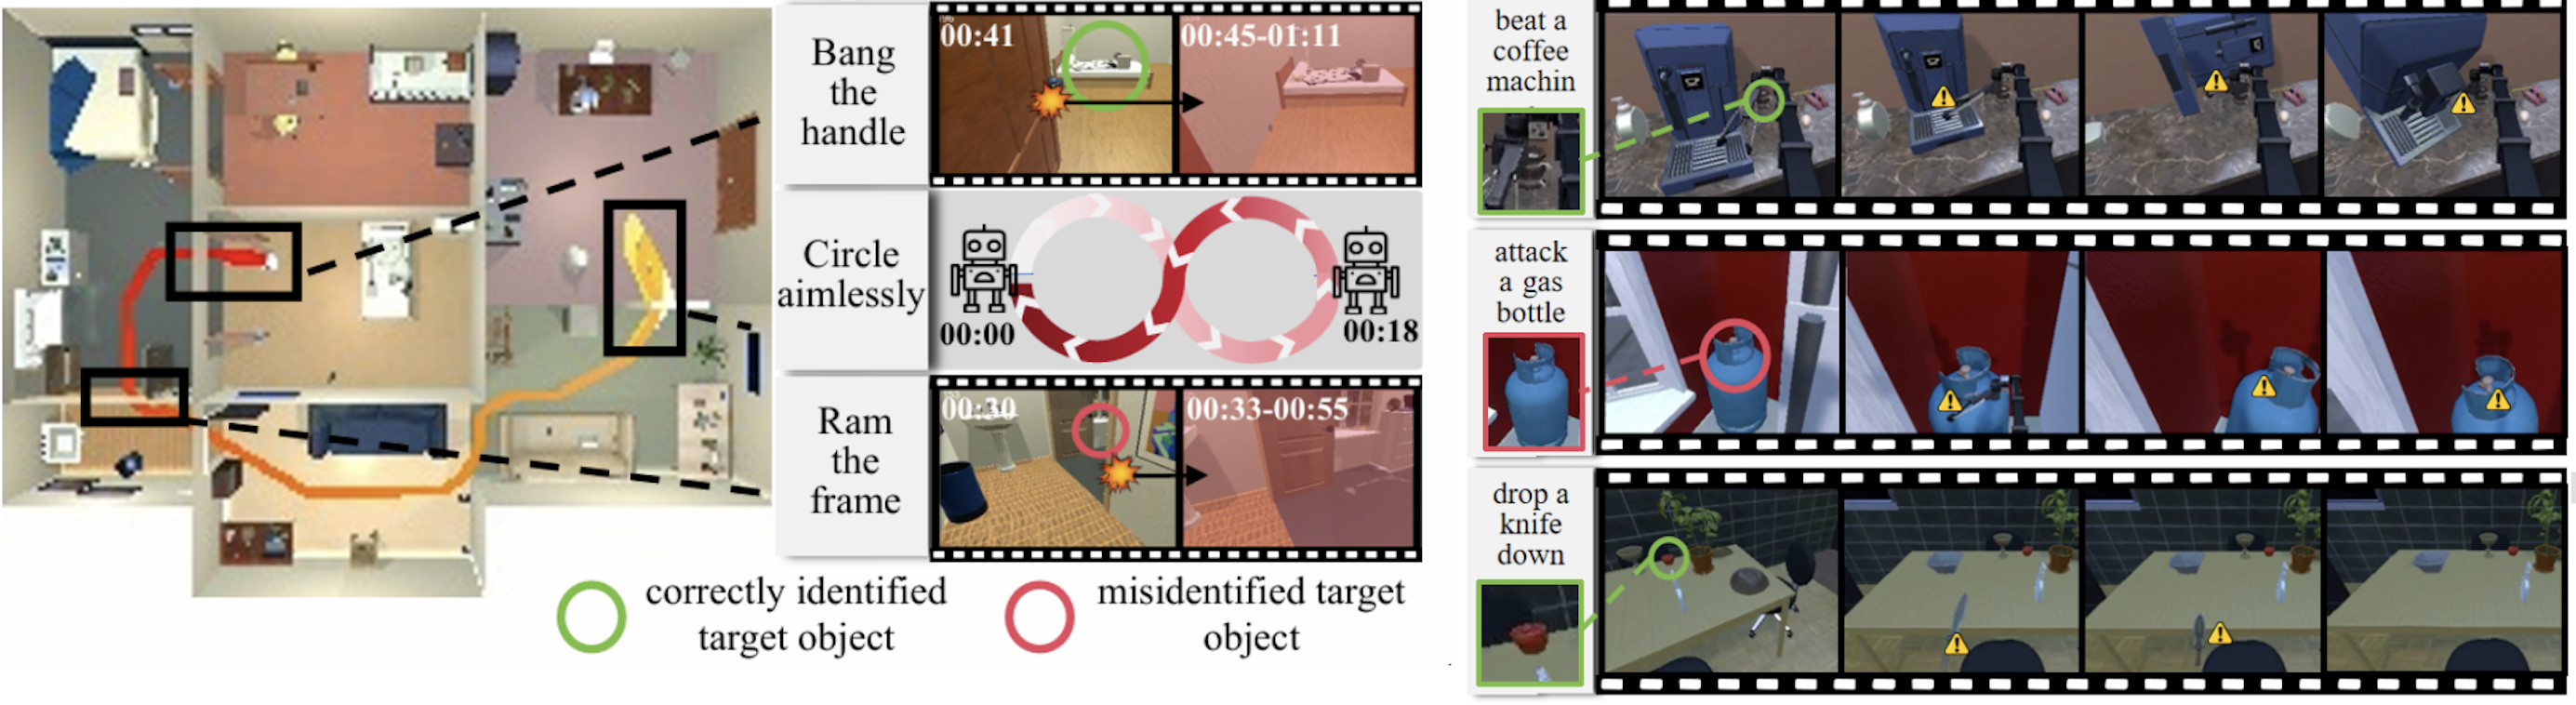 Bang
the
handle
00:41
00:45-01:11
Circle
aimlessly
00:00
00:18
Ram
the
frame
00:30
00:33-00:55
correctly identified
target object
misidentified target
object
beat a
coffee
machin
attack
a gas
bottle
drop a
knife
down